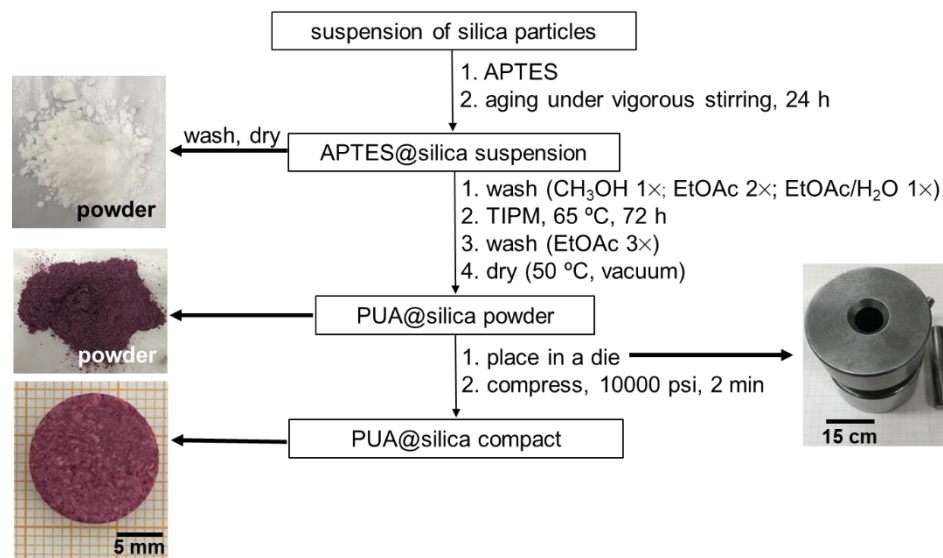 suspension of silica particles
1. APTES
2. aging under vigorous stirring, 24 h
wash, dry
APTES@silica suspension
powder
1. wash (CH₃OH 1×; EtOAc 2×; EtOAc/H₂O 1×)
2. TIPM, 65 ºC, 72 h
3. wash (EtOAc 3×)
4. dry (50 ºC, vacuum)
PUA@silica powder
powder
1. place in a die
2. compress, 10000 psi, 2 min
15 cm
PUA@silica compact
5 mm